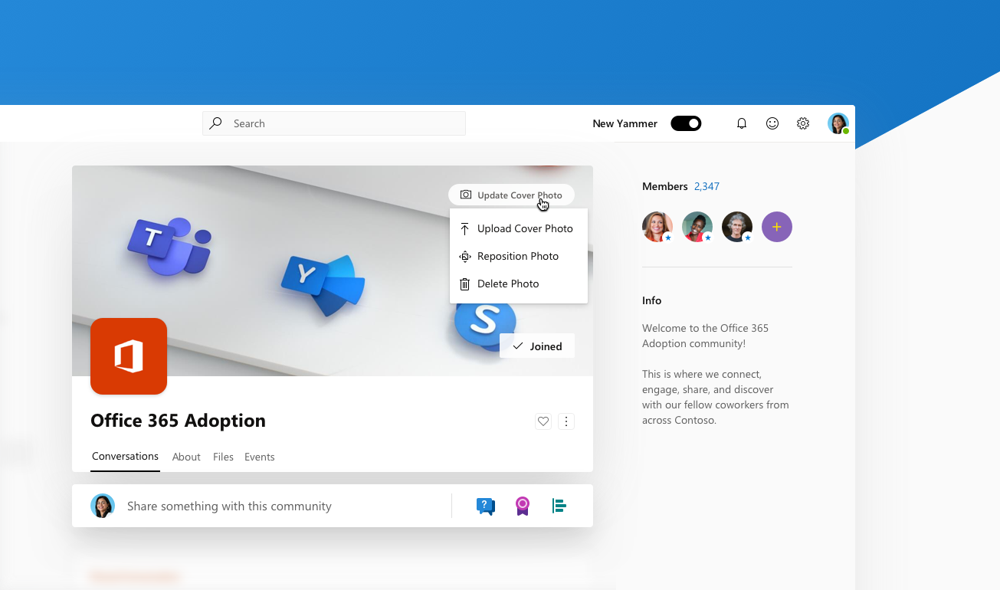 Search
New Yammer
Update Cover Photo
Upload Cover Photo
Reposition Photo
Delete Photo
T
Y
S
Joined
Office 365 Adoption
Conversations About Files Events
Share something with this community
?
Members 2,347
+
Info
Welcome to the Office 365
Adoption community!
This is where we connect,
engage, share, and discover
with our fellow coworkers from
across Contoso.